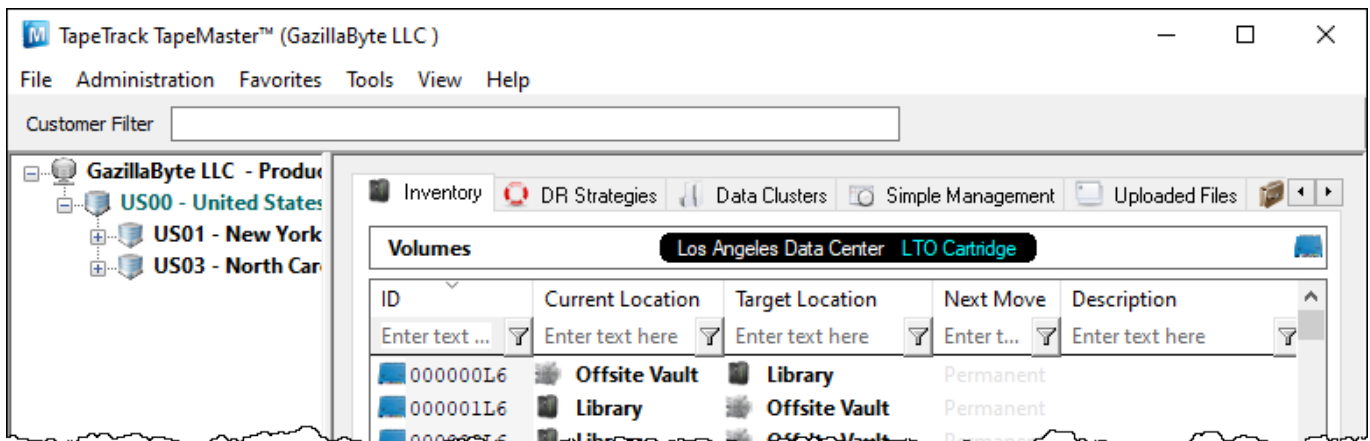 TapeTrack TapeMaster™ (GazillaByte LLC )
File Administration Favorites Tools View Help
Customer Filter
GazillaByte LLC - Produc
US00 - United States
US01 - New York
US03 - North Car
Inventory DR Strategies Data Clusters Simple Management Uploaded Files
Volumes Los Angeles Data Center LTO Cartridge
ID Current Location Target Location Next Move Description
Enter text ... Enter text here Enter text here Enter t... Enter text here
000000L6 Offsite Vault Library Permanent
000001L6 Library Offsite Vault Permanent